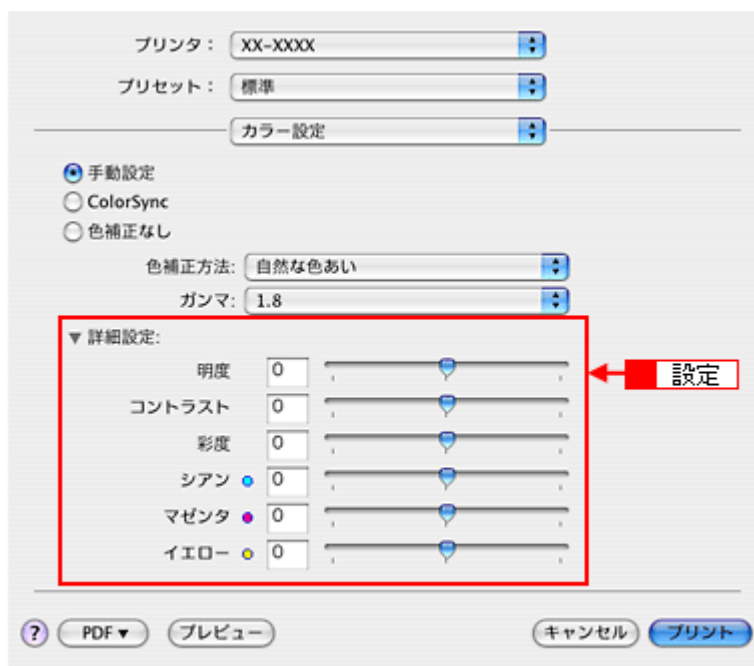 プリンタ： XX-XXXX
プリセット： 標準
カラー設定
手動設定
ColorSync
色補正なし
色補正方法: 自然な色あい
ガンマ: 1.8
▼ 詳細設定:
明度 0
設定
コントラスト 0
彩度 0
シアン 0
マゼンタ 0
イエロー 0
? PDF▼ プレビュー キャンセル プリント